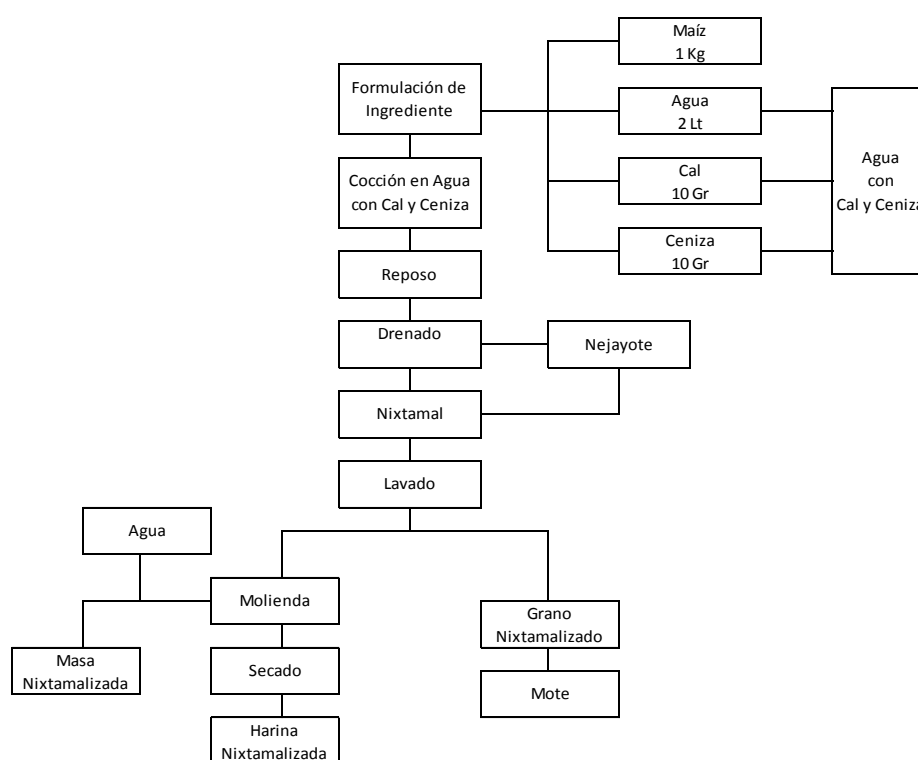 Maíz
1 Kg
Formulación de
Ingrediente
Agua
2 Lt
Cal
10 Gr
Ceniza
10 Gr
Agua
con
Cal y Ceniza
Cocción en Agua
con Cal y Ceniza
Reposo
Drenado
Nejayote
Nixtamal
Lavado
Agua
Molienda
Grano
Nixtamalizado
Masa
Nixtamalizada
Secado
Mote
Harina
Nixtamalizada